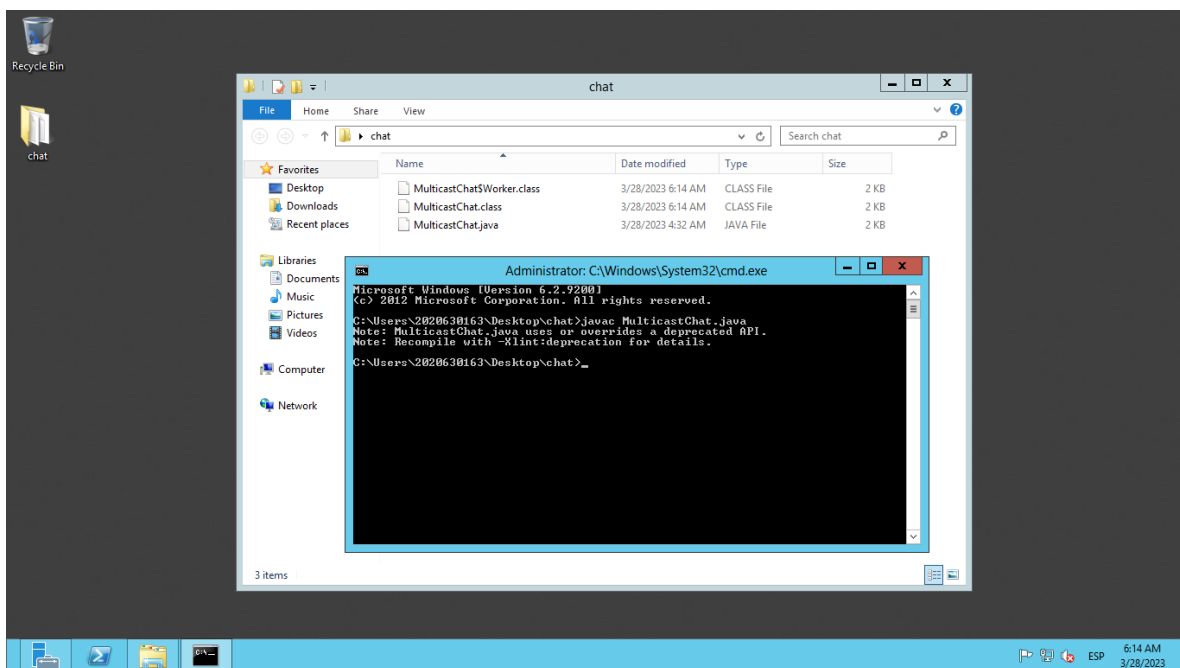 Recycle Bin
chat
chat
File Home Share View
chat
Search chat
Name Date modified Type Size
MulticastChat$Worker.class 3/28/2023 6:14 AM CLASS File 2 KB
MulticastChat.class 3/28/2023 6:14 AM CLASS File 2 KB
MulticastChat.java 3/28/2023 4:32 AM JAVA File 2 KB
Favorites
Desktop
Downloads
Recent places
Libraries
Documents
Music
Pictures
Videos
Computer
Network
Administrator: C:\Windows\System32\cmd.exe
Microsoft Windows [Version 6.2.9200]
(c) 2012 Microsoft Corporation. All rights reserved.
C:\Users\2020630163\Desktop\chat>javac MulticastChat.java
Note: MulticastChat.java uses or overrides a deprecated API.
Note: Recompile with -Xlint:deprecation for details.
C:\Users\2020630163\Desktop\chat>_
3 items
ESP
6:14 AM
3/28/2023